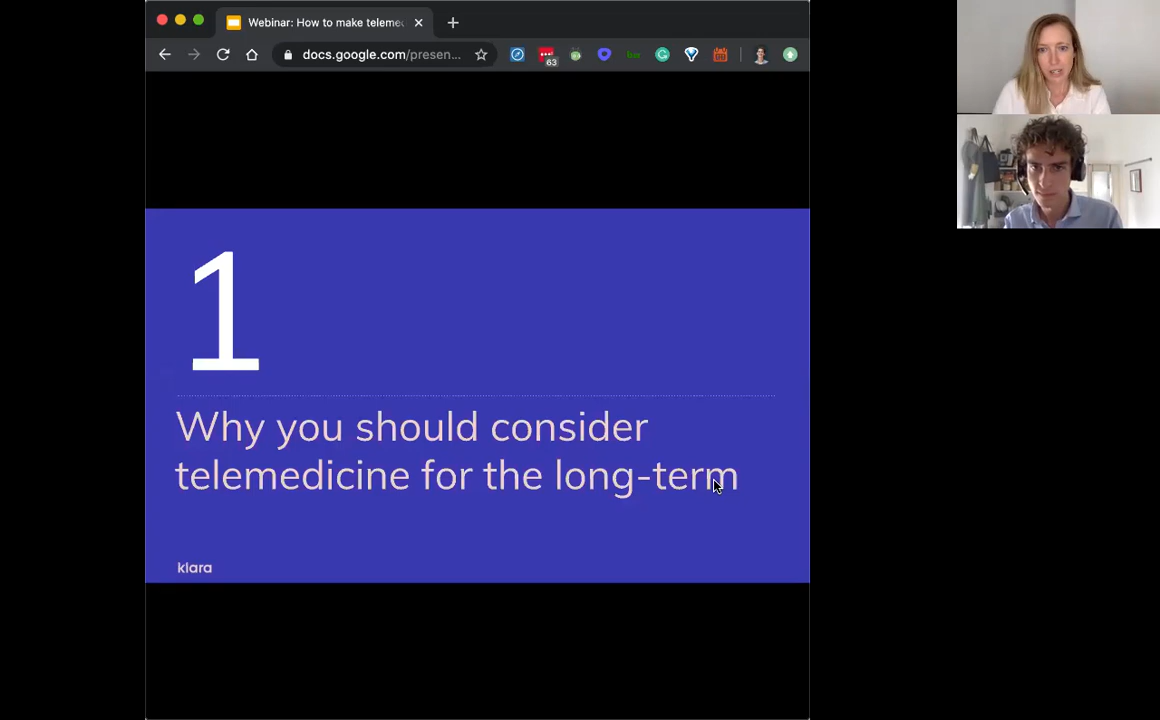 Webinar: How to make teleme
docs.google.com/presen...
63
1
Why you should consider
telemedicine for the long-term
klara